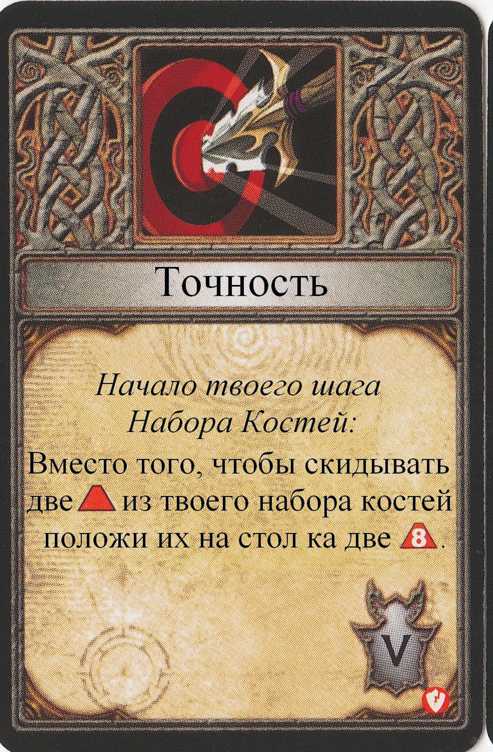 Точность
Начало твоего шага
Набора Костей:
Вместо того, чтобы скидывать
две из твоего набора костей
положи их на стол ка две 8.
V